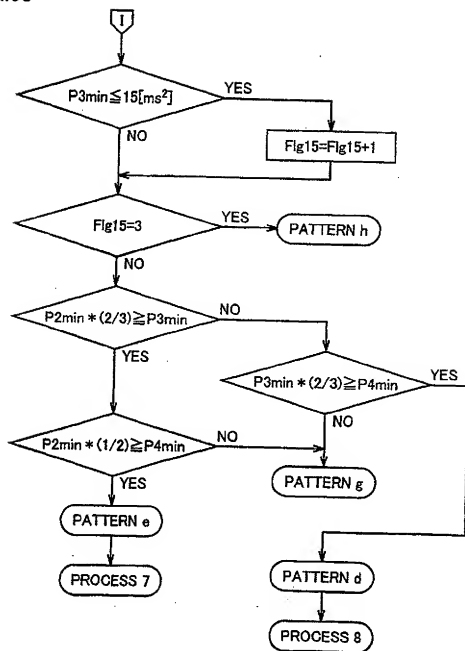 I
P3min≦15[ms²]
YES
NO
Flg15=Flg15+1
Flg15=3
YES
PATTERN h
NO
P2min*(2/3)≧P3min
NO
YES
P3min*(2/3)≧P4min
YES
NO
P2min*(1/2)≧P4min
NO
YES
PATTERN g
PATTERN e
PROCESS 7
PATTERN d
PROCESS 8